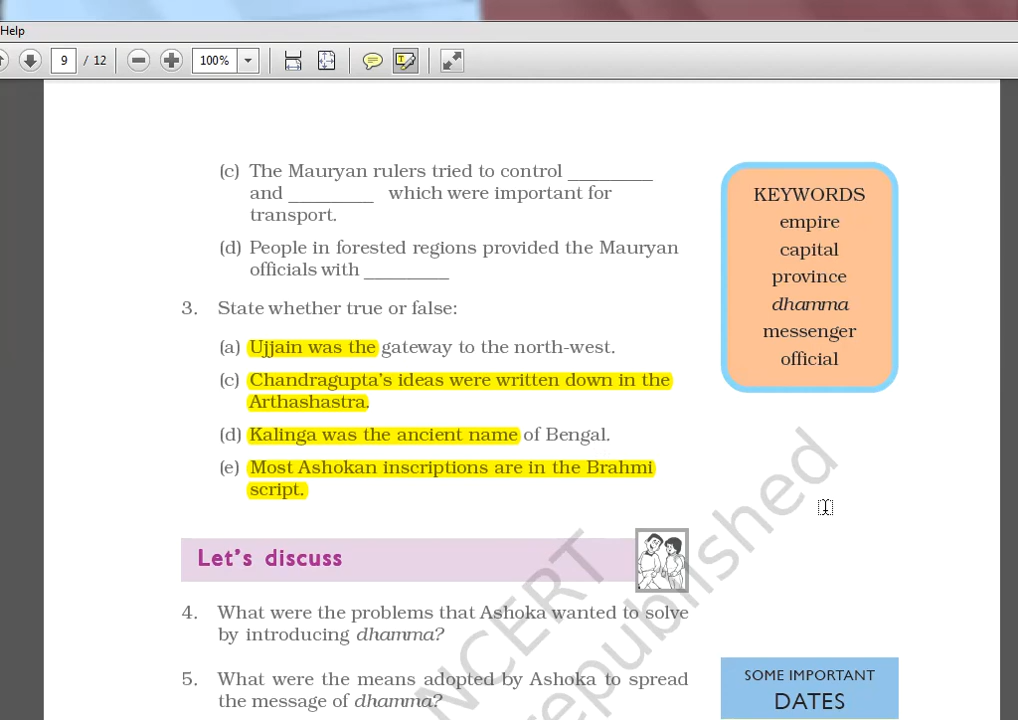 Help
9 / 12 100%
(c) The Mauryan rulers tried to control ________
and ________ which were important for
transport.
(d) People in forested regions provided the Mauryan
officials with ________
3. State whether true or false:
(a) Ujjain was the gateway to the north-west.
(c) Chandragupta's ideas were written down in the
Arthashastra.
(d) Kalinga was the ancient name of Bengal.
(e) Most Ashokan inscriptions are in the Brahmi
script.
Let's discuss
4. What were the problems that Ashoka wanted to solve
by introducing dhamma?
5. What were the means adopted by Ashoka to spread
the message of dhamma?
KEYWORDS
empire
capital
province
dhamma
messenger
official
SOME IMPORTANT
DATES
NCERT
republished